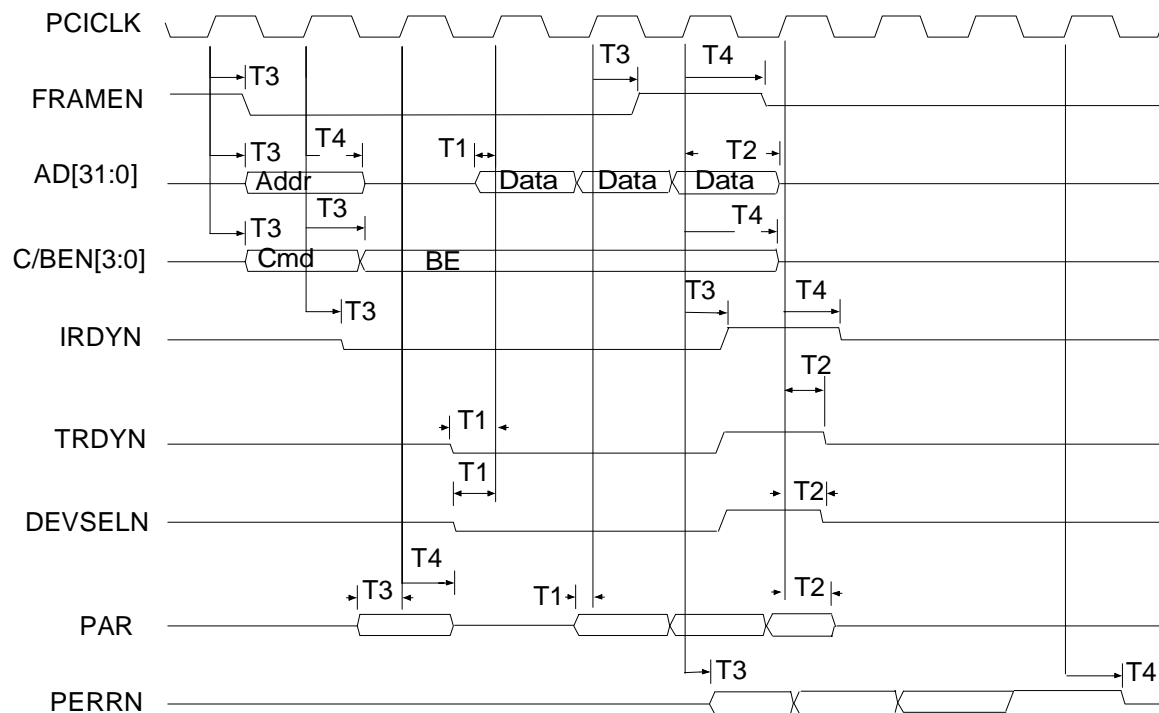 PCICLK
T3 T4
T3
FRAMEN
T3 T4 T1 T2
AD[31:0]
Addr Data Data Data
T3
T3 T4
C/BEN[3:0]
Cmd BE
T3 T3 T4
IRDYN
T2
T1
TRDYN
T1
T2
DEVSELN
T4
T3 T1 T2
PAR
T3 T4
PERRN